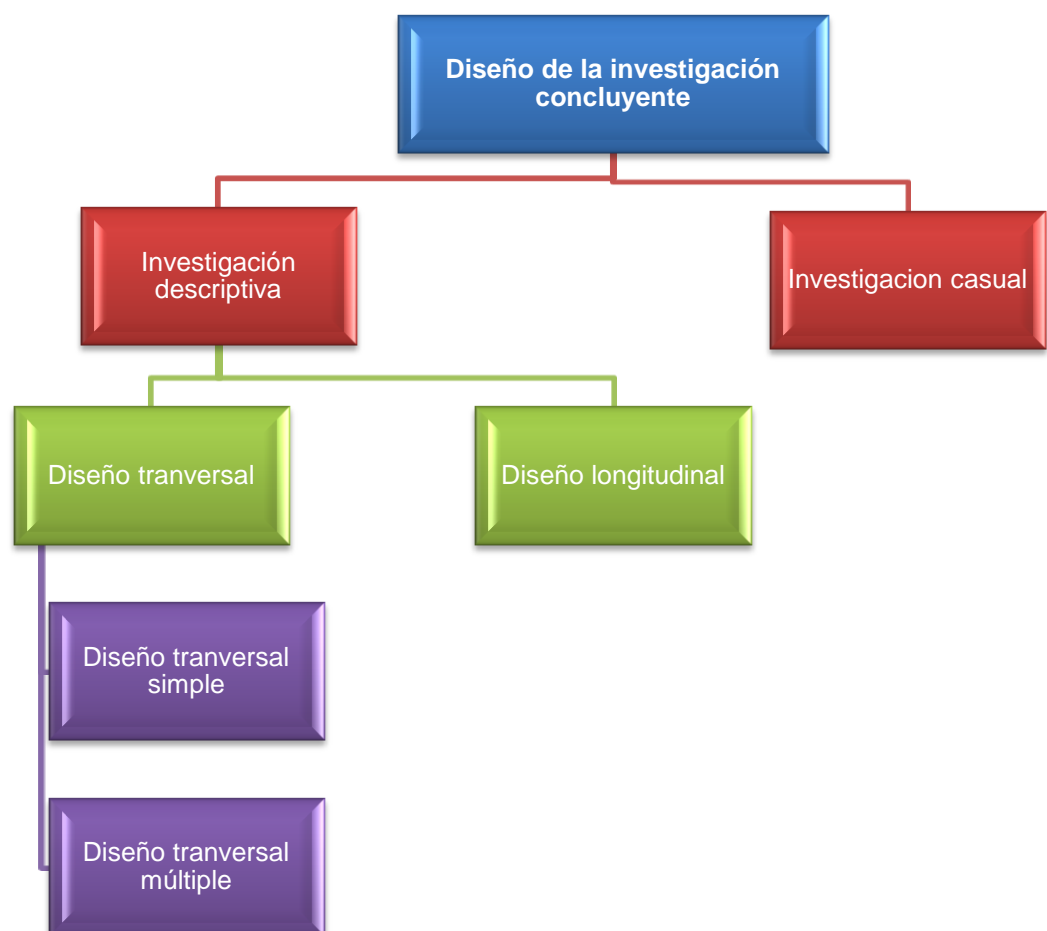 Diseño de la investigación
concluyente
Investigación
descriptiva
Investigacion casual
Diseño tranversal
Diseño longitudinal
Diseño tranversal
simple
Diseño tranversal
múltiple